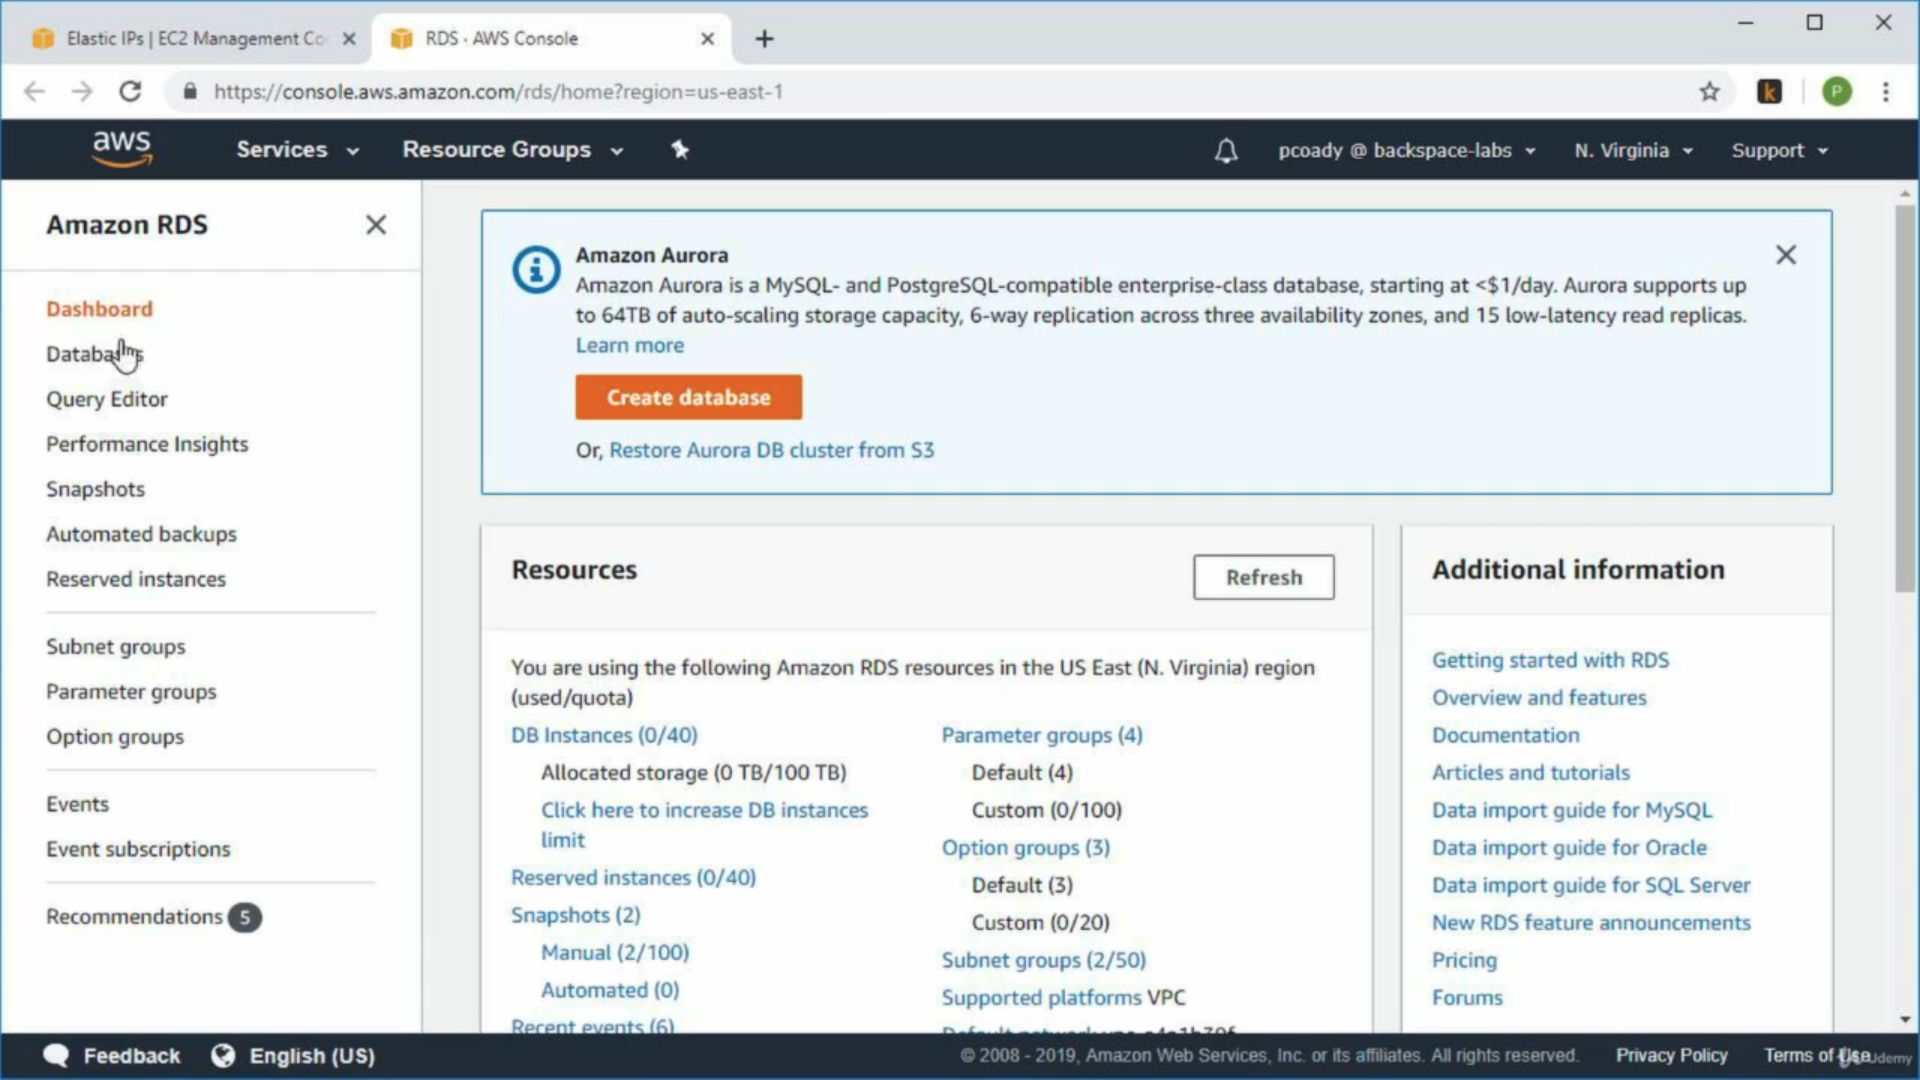 Elastic IPs | EC2 Management Co
RDS · AWS Console
https://console.aws.amazon.com/rds/home?region=us-east-1
k
P
aws
Services
Resource Groups
pcoady @ backspace-labs
N. Virginia
Support
Amazon RDS
Dashboard
Databases
Query Editor
Performance Insights
Snapshots
Automated backups
Reserved instances
Subnet groups
Parameter groups
Option groups
Events
Event subscriptions
Recommendations 5
Amazon Aurora
Amazon Aurora is a MySQL- and PostgreSQL-compatible enterprise-class database, starting at <$1/day. Aurora supports up
to 64TB of auto-scaling storage capacity, 6-way replication across three availability zones, and 15 low-latency read replicas.
Learn more
Create database
Or, Restore Aurora DB cluster from S3
Resources
Refresh
You are using the following Amazon RDS resources in the US East (N. Virginia) region
(used/quota)
DB Instances (0/40)
Allocated storage (0 TB/100 TB)
Click here to increase DB instances
limit
Reserved instances (0/40)
Snapshots (2)
Manual (2/100)
Automated (0)
Recent events (6)
Parameter groups (4)
Default (4)
Custom (0/100)
Option groups (3)
Default (3)
Custom (0/20)
Subnet groups (2/50)
Supported platforms VPC
Default network
Additional information
Getting started with RDS
Overview and features
Documentation
Articles and tutorials
Data import guide for MySQL
Data import guide for Oracle
Data import guide for SQL Server
New RDS feature announcements
Pricing
Forums
Feedback
English (US)
© 2008 - 2019, Amazon Web Services, Inc. or its affiliates. All rights reserved.
Privacy Policy
Terms of Use
Udemy